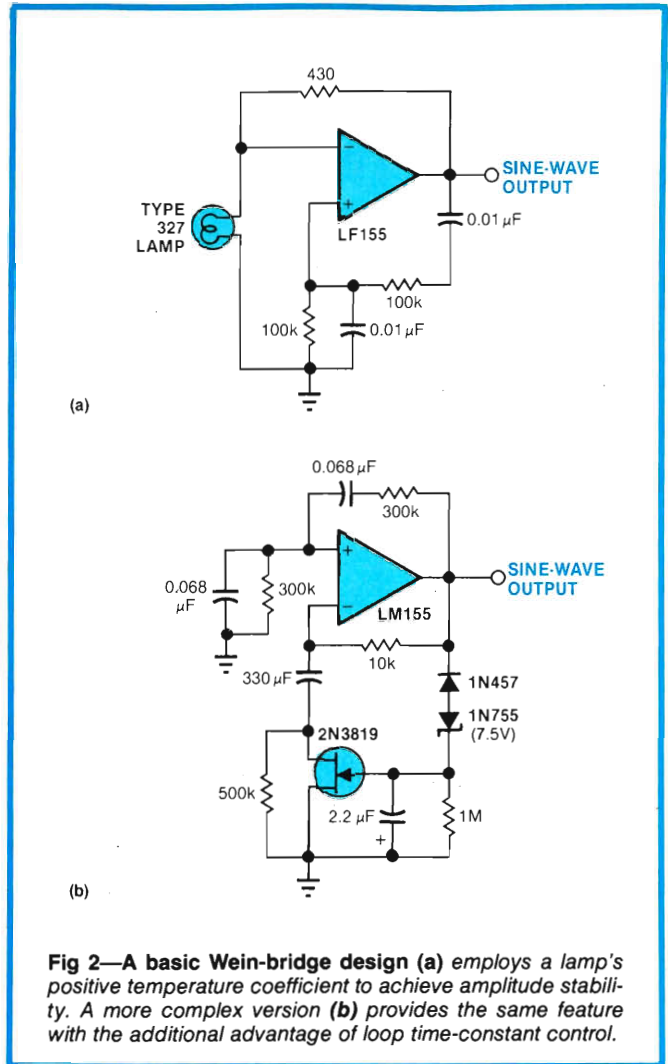 430
SINE-WAVE
OUTPUT
TYPE
327
LAMP
−
+
LF155
0.01 μF
100k
100k
0.01 μF
(a)
0.068 μF
300k
+
−
SINE-WAVE
OUTPUT
0.068
μF
300k
LM155
10k
330 μF
1N457
1N755
(7.5V)
2N3819
500k
2.2 μF
+
1M
(b)
Fig 2—A basic Wein-bridge design (a) employs a lamp's
positive temperature coefficient to achieve amplitude stabili-
ty. A more complex version (b) provides the same feature
with the additional advantage of loop time-constant control.